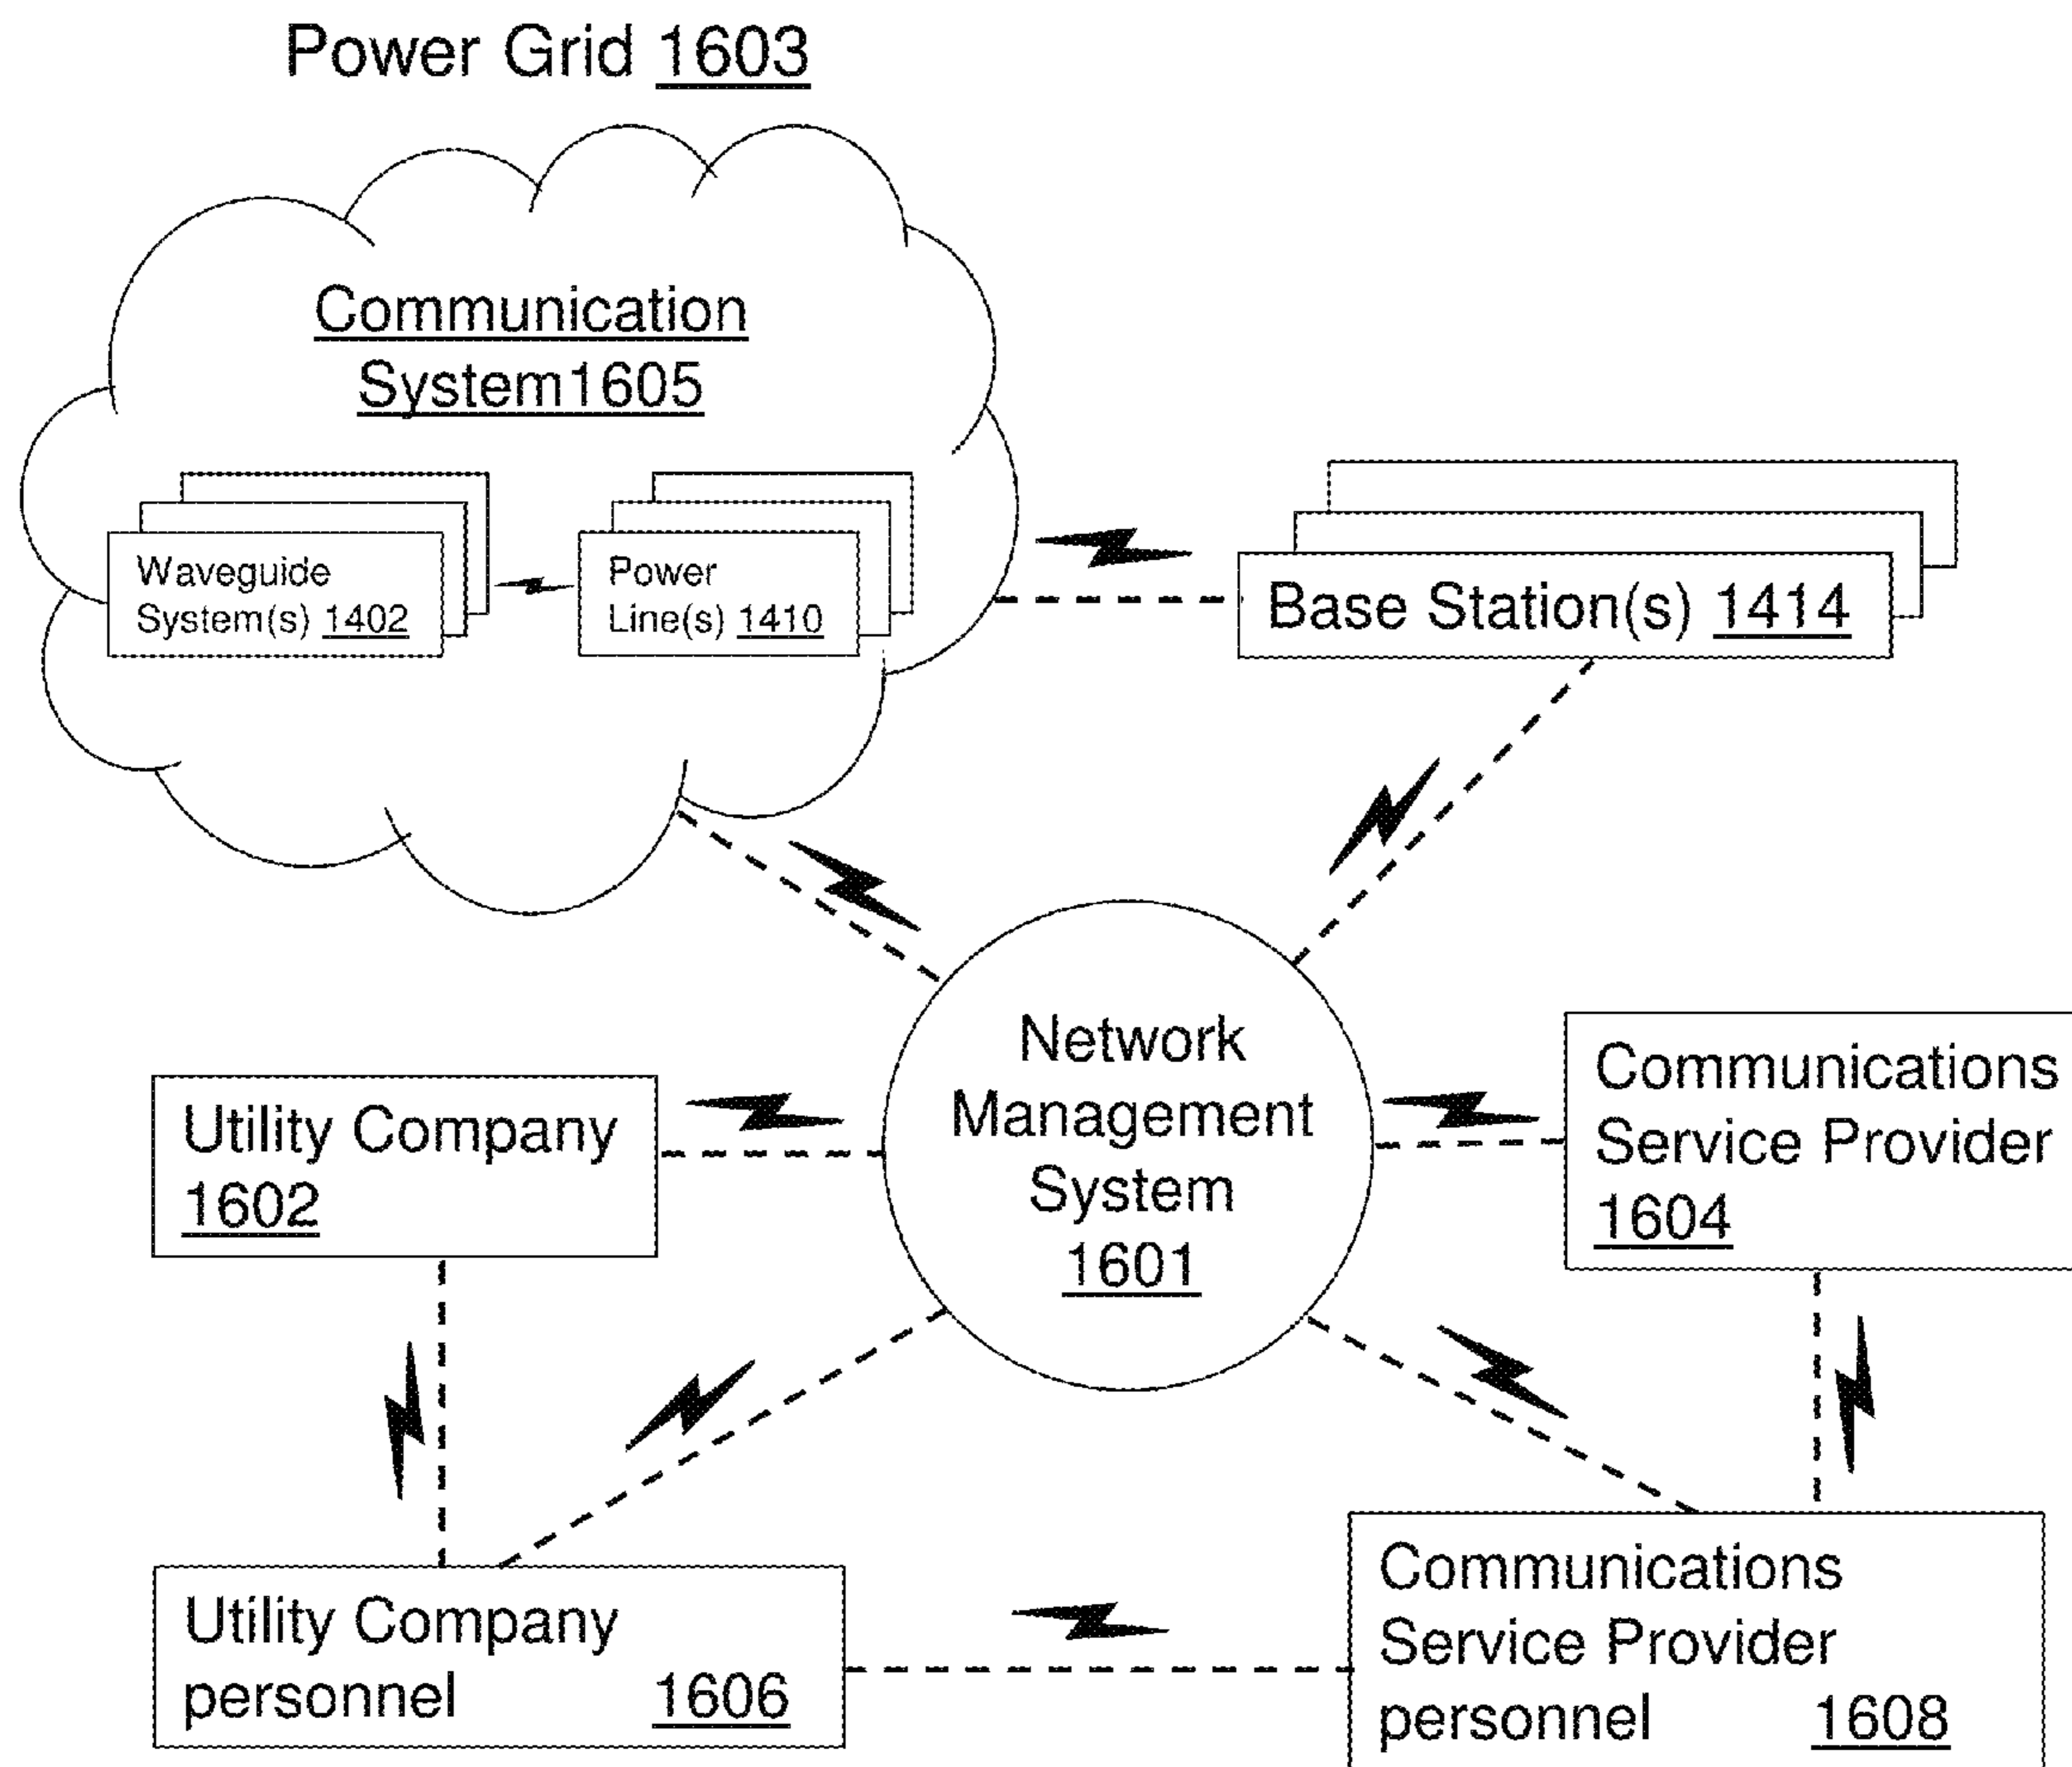 Power Grid 1603
Communication
System1605
Waveguide
System(s) 1402
Power
Line(s) 1410
Base Station(s) 1414
Network
Management
System
1601
Utility Company
1602
Communications
Service Provider
1604
Utility Company
personnel 1606
Communications
Service Provider
personnel 1608